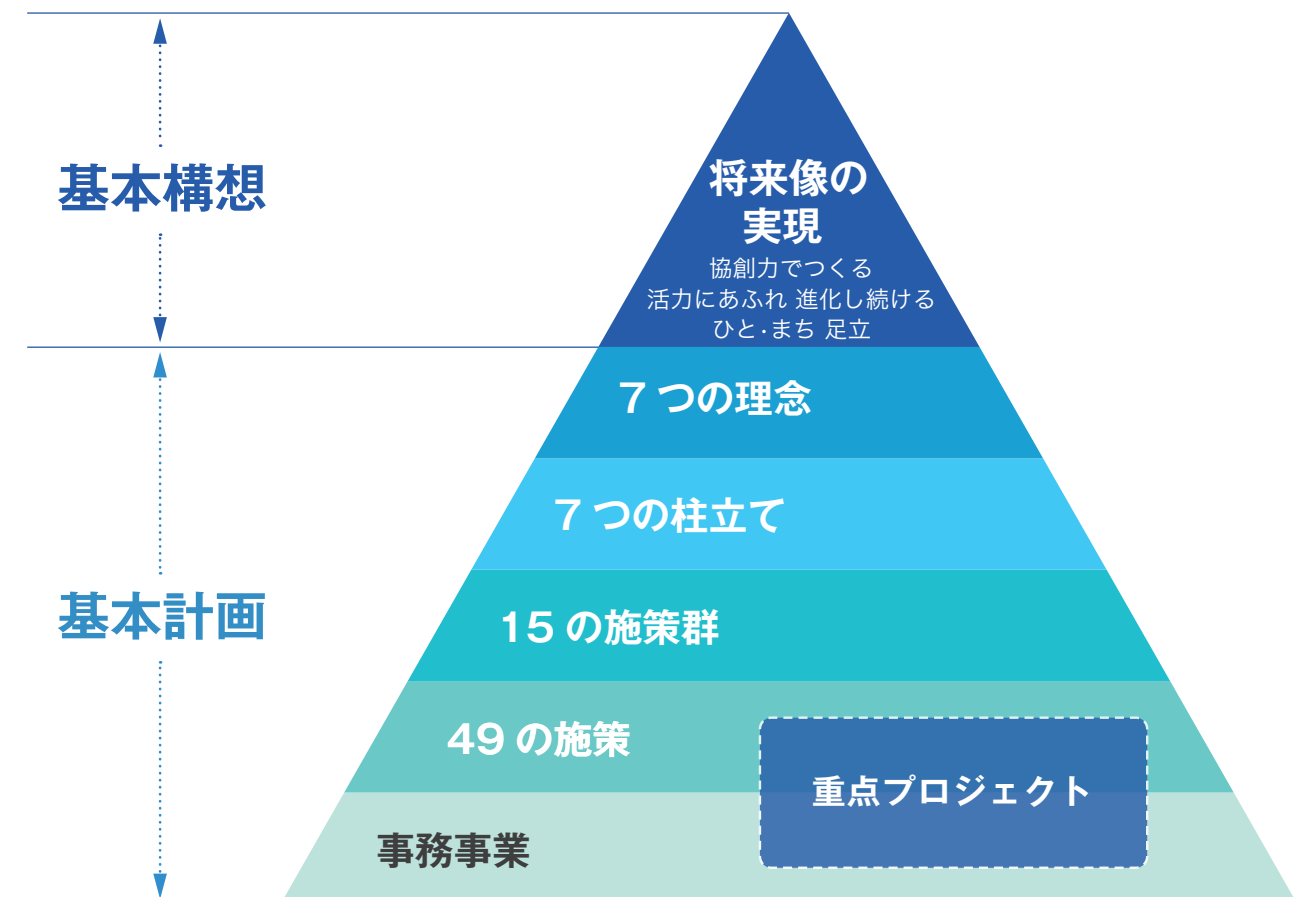 基本構想
将来像の
実現
協創力でつくる
活力にあふれ 進化し続ける
ひと・まち 足立
7つの理念
7つの柱立て
基本計画
15の施策群
49の施策
重点プロジェクト
事務事業